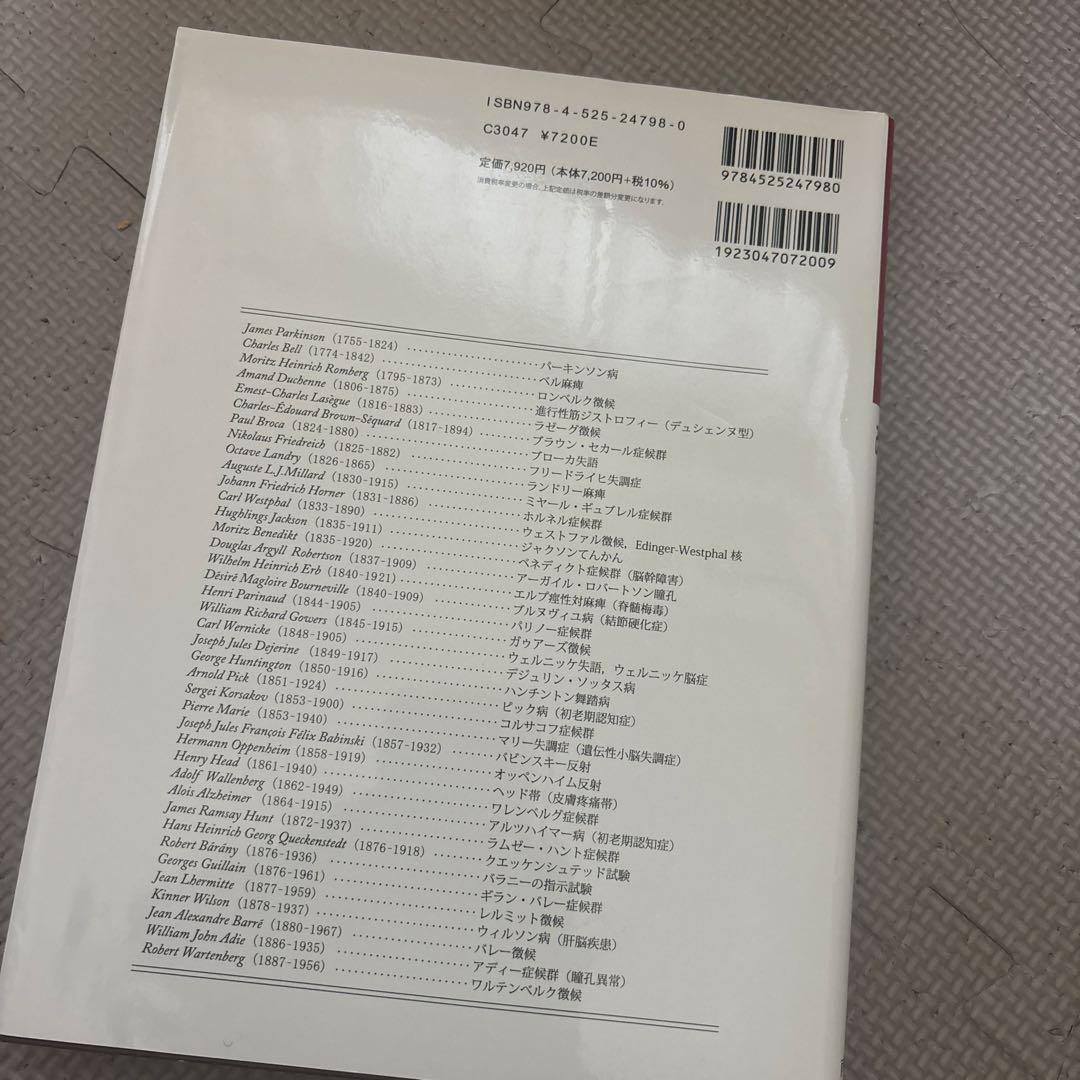 ISBN978-4-525-24798-0
C3047 ¥7200E
定価7,920円(本体7,200円+税10%)
消費税率変更の場合,上記定価は税率の差額分変更になります.
9784525247980
1923047072009
James Parkinson (1755-1824) パーキンソン病
Charles Bell (1774-1842) ベル麻痺
Moritz Heinrich Romberg (1795-1873) ロンベルク徴候
Amand Duchenne (1806-1875) 進行性筋ジストロフィー(デュシェンヌ型)
Ernest-Charles Lasègue (1816-1883) ラゼーグ徴候
Charles-Édouard Brown-Séquard (1817-1894) ブラウン・セカール症候群
Paul Broca (1824-1880) ブローカ失語
Nikolaus Friedreich (1825-1882) フリードライヒ失調症
Octave Landry (1826-1865) ランドリー麻痺
Auguste L.J.Millard (1830-1915) ミヤール・ギュブレル症候群
Johann Friedrich Horner (1831-1886) ホルネル症候群
Carl Westphal (1833-1890) ウェストファル徴候, Edinger-Westphal 核
Hughlings Jackson (1835-1911) ジャクソンてんかん
Moritz Benedikt (1835-1920) ベネディクト症候群(脳幹障害)
Douglas Argyll Robertson (1837-1909) アーガイル・ロバートソン瞳孔
Wilhelm Heinrich Erb (1840-1921) エルブ痙性対麻痺(脊髄梅毒)
Désiré Magloire Bourneville (1840-1909) ブルヌヴィユ病(結節硬化症)
Henri Parinaud (1844-1905) パリノー症候群
William Richard Gowers (1845-1915) ガゥアーズ徴候
Carl Wernicke (1848-1905) ウェルニッケ失語, ウェルニッケ脳症
Joseph Jules Dejerine (1849-1917) デジュリン・ソッタス病
George Huntington (1850-1916) ハンチントン舞踏病
Arnold Pick (1851-1924) ピック病(初老期認知症)
Sergei Korsakov (1853-1900) コルサコフ症候群
Pierre Marie (1853-1940) マリー失調症(遺伝性小脳失調症)
Joseph Jules François Félix Babinski (1857-1932) バビンスキー反射
Hermann Oppenheim (1858-1919) オッペンハイム反射
Henry Head (1861-1940) ヘッド帯(皮膚疼痛帯)
Adolf Wallenberg (1862-1949) ワレンベルグ症候群
Alois Alzheimer (1864-1915) アルツハイマー病(初老期認知症)
James Ramsay Hunt (1872-1937) ラムゼー・ハント症候群
Hans Heinrich Georg Queckenstedt (1876-1918) クエッケンシュテッド試験
Robert Bárány (1876-1936) バラニーの指示試験
Georges Guillain (1876-1961) ギラン・バレー症候群
Jean Lhermitte (1877-1959) レルミット徴候
Kinner Wilson (1878-1937) ウィルソン病(肝脳疾患)
Jean Alexandre Barré (1880-1967) バレー徴候
William John Adie (1886-1935) アディー症候群(瞳孔異常)
Robert Wartenberg (1887-1956) ワルテンベルク徴候